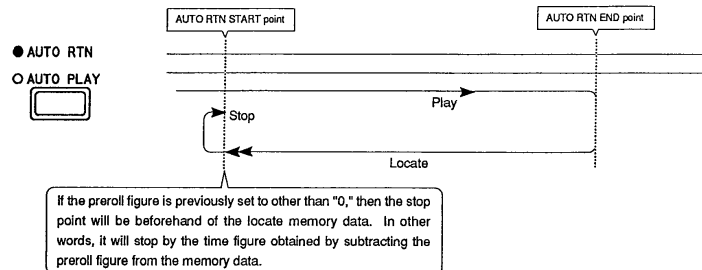 AUTO RTN START point
AUTO RTN END point
● AUTO RTN
○ AUTO PLAY
Play
Stop
Locate
If the preroll figure is previously set to other than "0," then the stop
point will be beforehand of the locate memory data. In other
words, it will stop by the time figure obtained by subtracting the
preroll figure from the memory data.